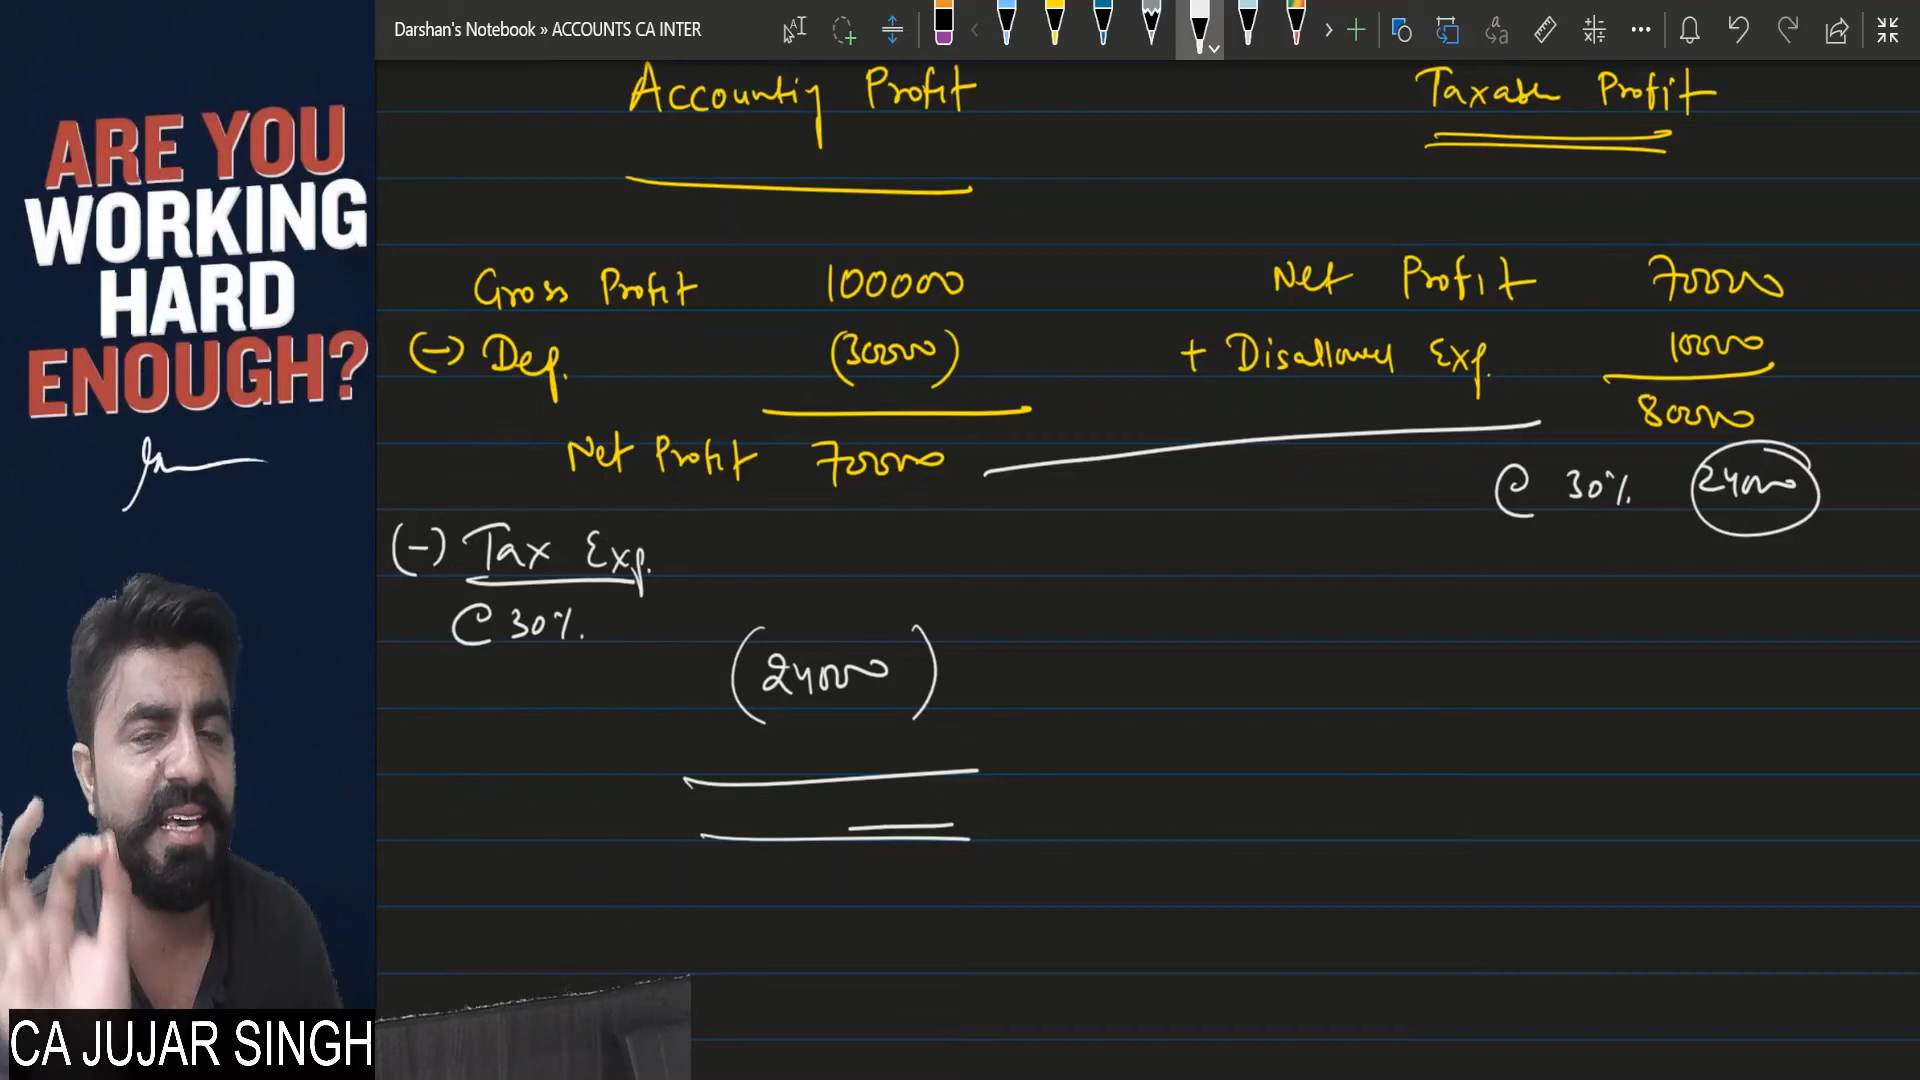 Darshan's Notebook » ACCOUNTS CA INTER
ARE YOU
WORKING
HARD
ENOUGH?
CA JUJAR SINGH
Accounting Profit
Gross Profit 100000
(-) Dep. (30000)
Net Profit 70000
(-) Tax Exp.
@ 30%.
(24000)
Taxable Profit
Net Profit 70000
+ Disallowed Exp. 10000
80000
@ 30%. 24000